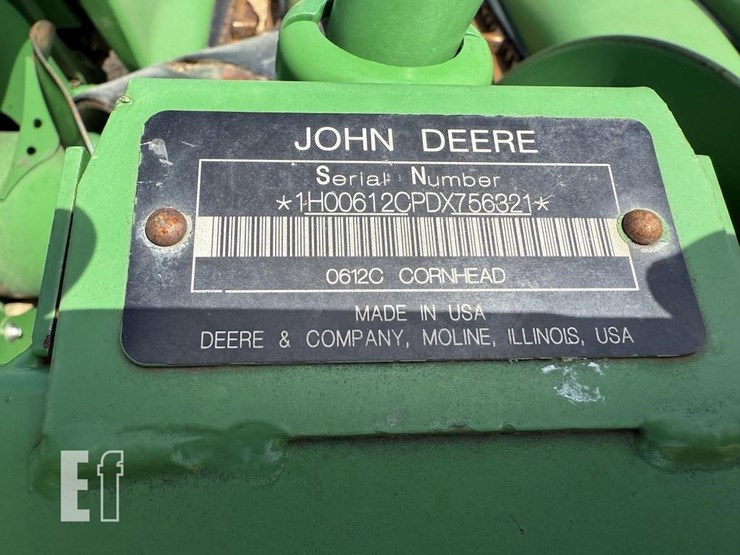 JOHN DEERE
Serial Number
*1H00612CPDX756321*
0612C CORNHEAD
MADE IN USA
DEERE & COMPANY, MOLINE, ILLINOIS, USA
Ef